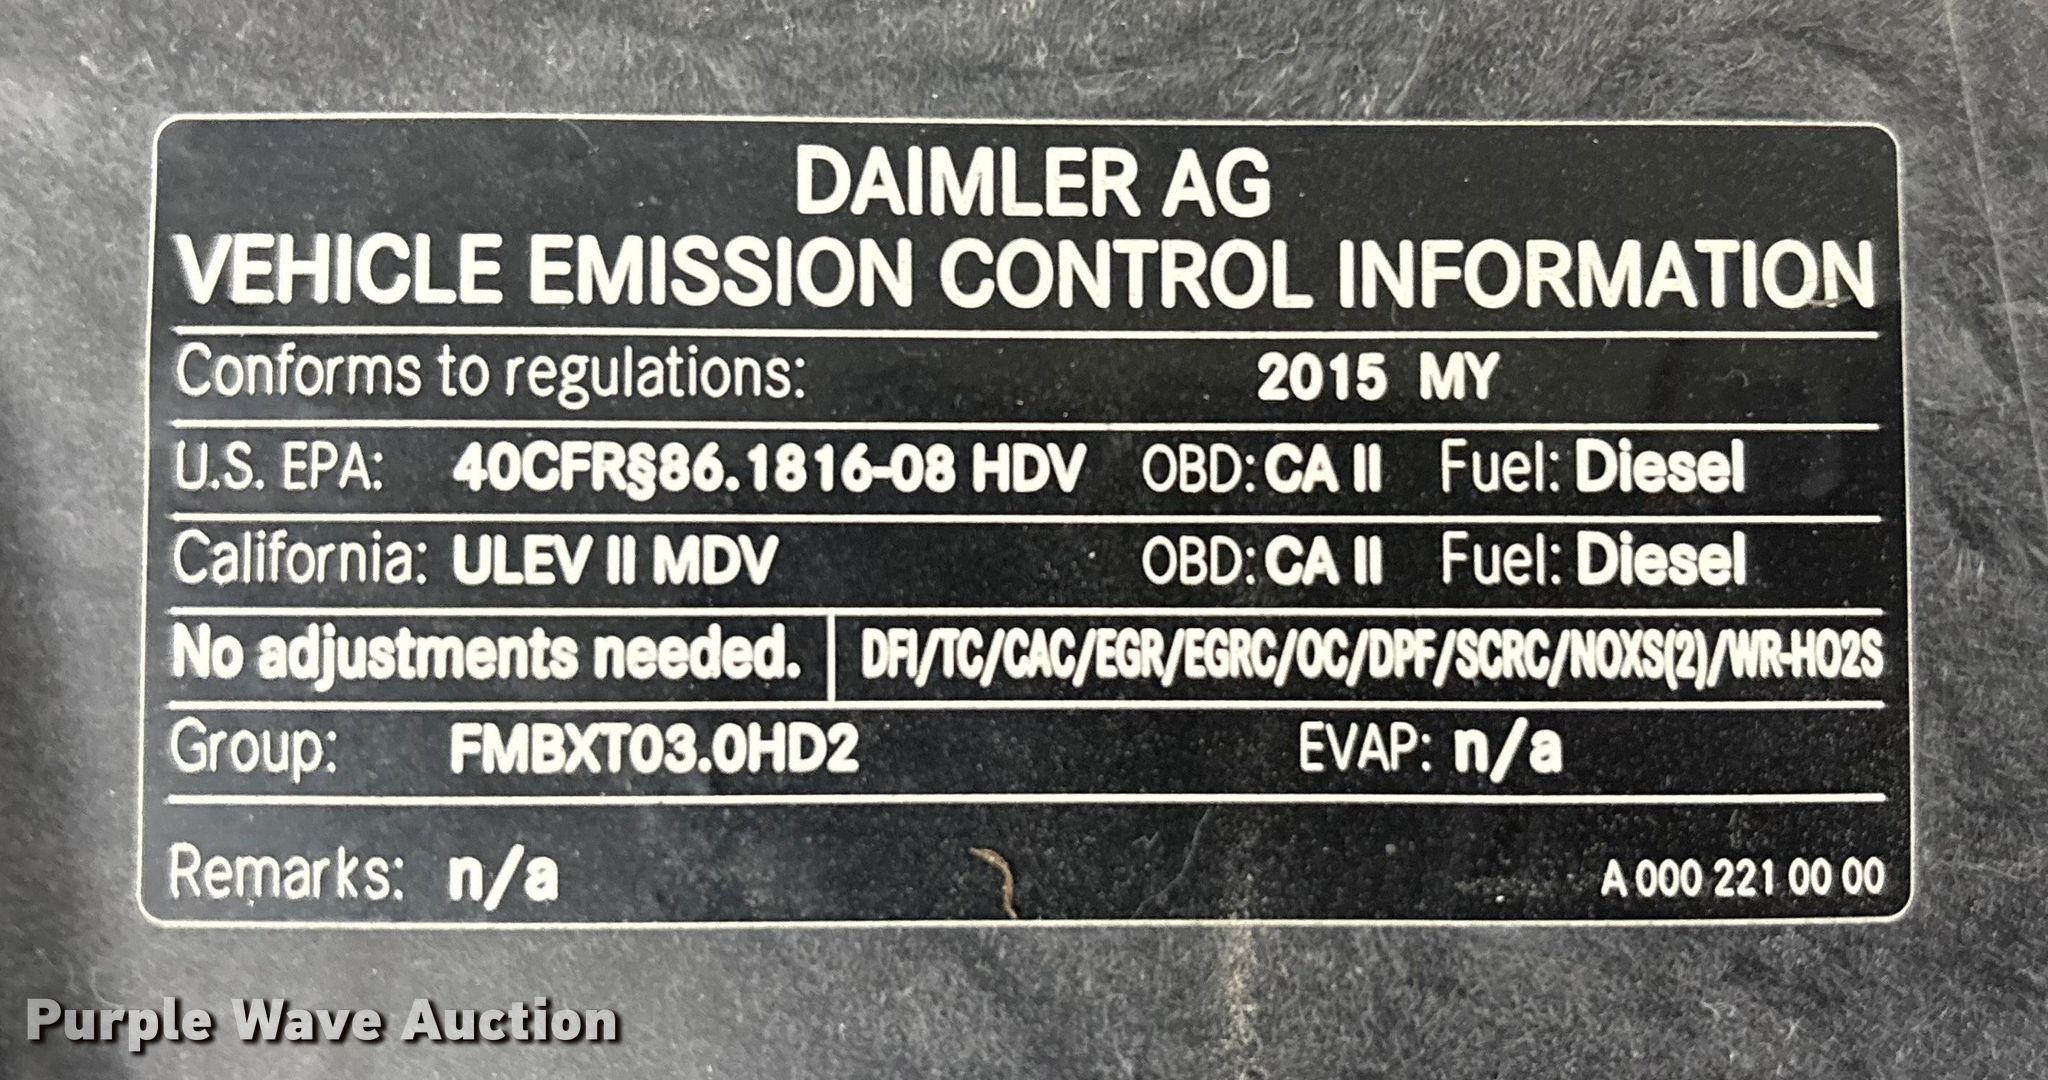 DAIMLER AG
VEHICLE EMISSION CONTROL INFORMATION
Conforms to regulations: 2015 MY
U.S. EPA: 40CFR§86.1816-08 HDV OBD: CA II Fuel: Diesel
California: ULEV II MDV OBD: CA II Fuel: Diesel
No adjustments needed. DFI/TC/CAC/EGR/EGRC/OC/DPF/SCRC/NOXS(2)/WR-HO2S
Group: FMBXT03.0HD2 EVAP: n/a
Remarks: n/a A 000 221 00 00
Purple Wave Auction